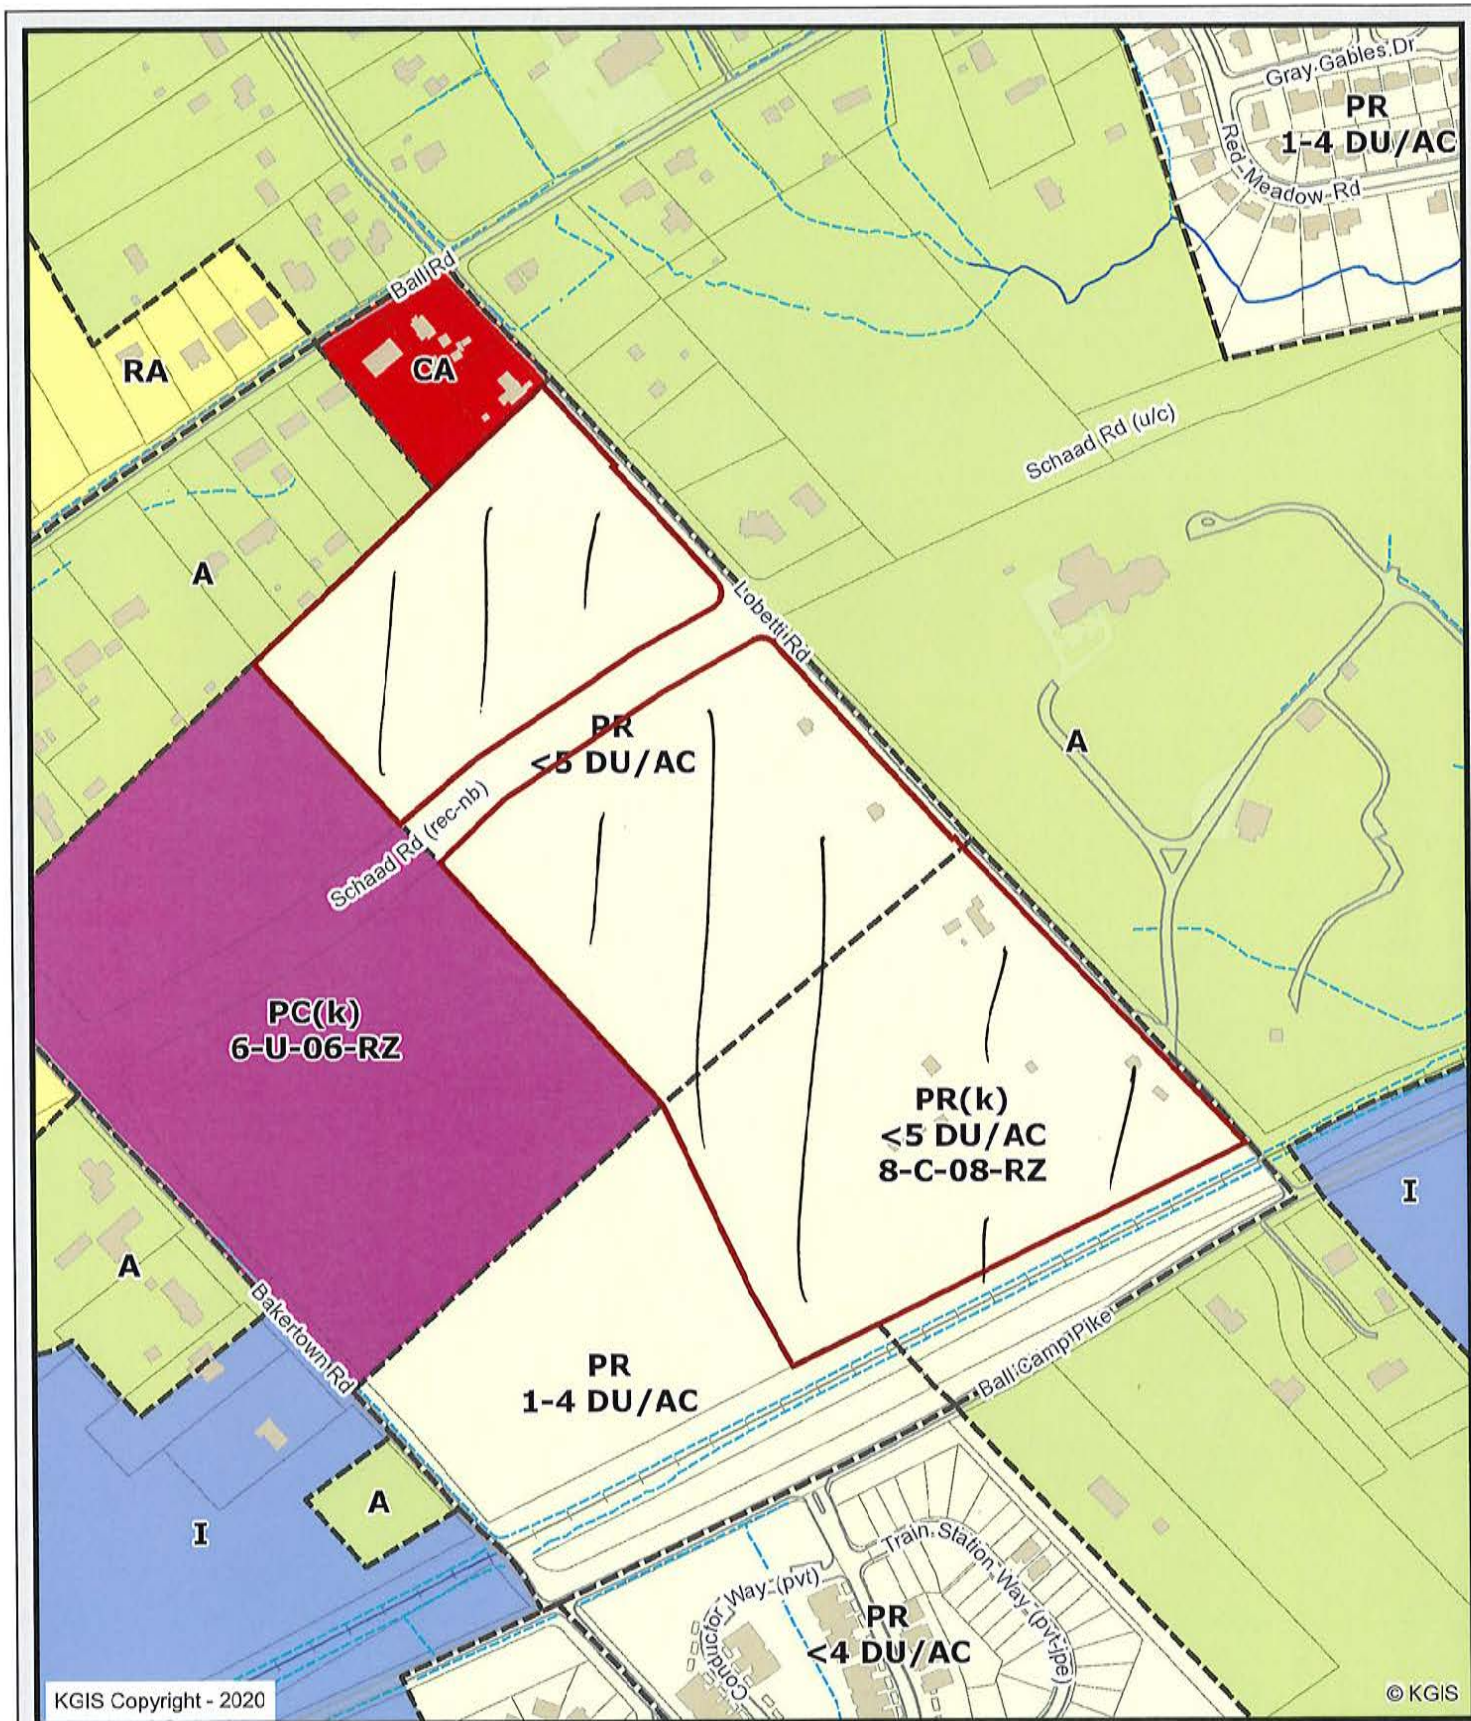 Gray Gables Dr
PR
1-4 DU/AC
Red Meadow Rd
Ball Rd
RA
CA
Schaad Rd (u/c)
A
Lobetti Rd
PR
<5 DU/AC
A
Schaad Rd (rec-nb)
PC(k)
6-U-06-RZ
PR(k)
<5 DU/AC
8-C-08-RZ
I
A
Bakertown Rd
Ball Camp Pike
PR
1-4 DU/AC
A
I
Train Station Way (pvt-jpe)
Conductor Way (pvt)
PR
<4 DU/AC
Conduct
KGIS Copyright - 2020
© KGIS